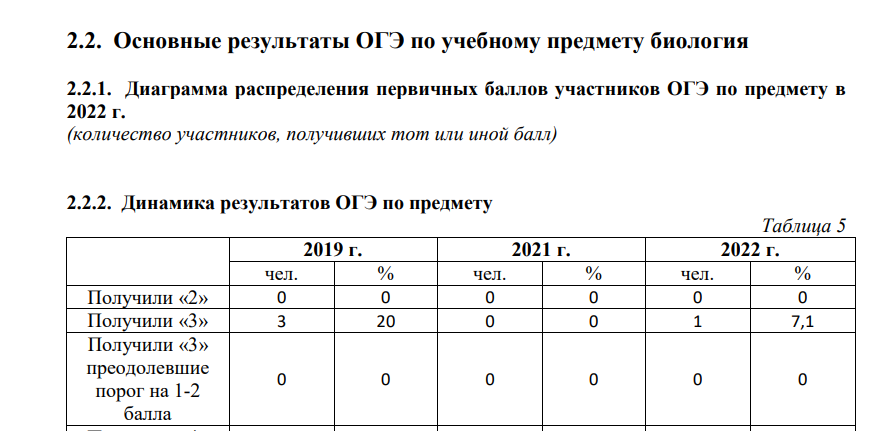 2.2. Основные результаты ОГЭ по учебному предмету биология
2.2.1. Диаграмма распределения первичных баллов участников ОГЭ по предмету в
2022 г.
(количество участников, получивших тот или иной балл)
2.2.2. Динамика результатов ОГЭ по предмету
Таблица 5
2019 г. 2021 г. 2022 г.
чел. % чел. % чел. %
Получили «2» 0 0 0 0 0 0
Получили «3» 3 20 0 0 1 7,1
Получили «3»
преодолевшие
порог на 1-2
балла
0 0 0 0 0 0